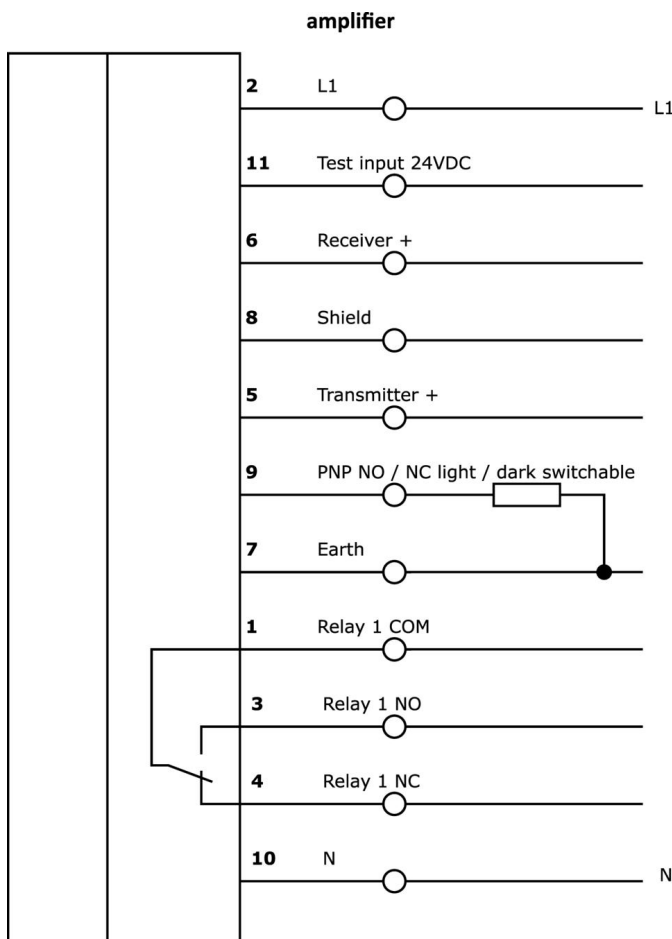 amplifier
2 L1
L1
11 Test input 24VDC
6 Receiver +
8 Shield
5 Transmitter +
9 PNP NO / NC light / dark switchable
7 Earth
1 Relay 1 COM
3 Relay 1 NO
4 Relay 1 NC
10 N
N